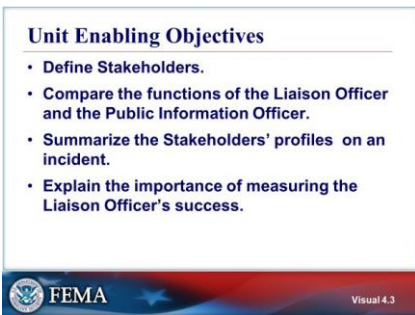 Unit Enabling Objectives
• Define Stakeholders.
• Compare the functions of the Liaison Officer
and the Public Information Officer.
• Summarize the Stakeholders' profiles on an
incident.
• Explain the importance of measuring the
Liaison Officer's success.
FEMA
Visual 4.3